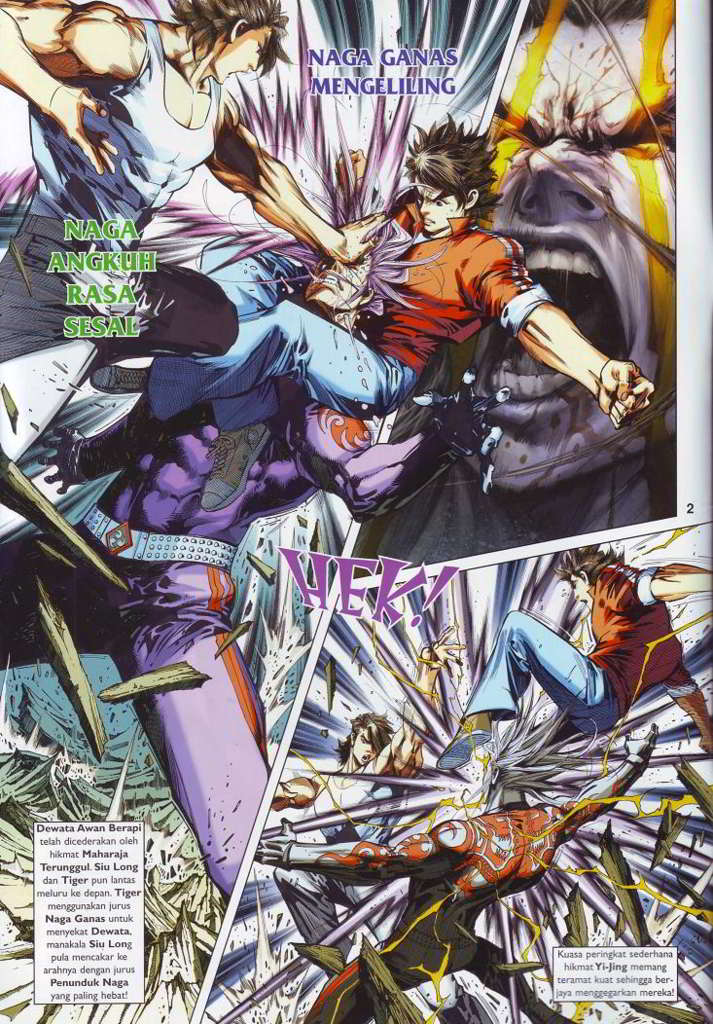 NAGA GANAS
MENGELILING
NAGA
ANGKUH
RASA
SESAL
2
HEK!
Dewata Awan Berapi
telah dicederakan oleh
hikmat Maharaja
Terunggul. Siu Long
dan Tiger pun lantas
meluru ke depan. Tiger
menggunakan jurus
Naga Ganas untuk
menyekat Dewata,
manakala Siu Long
pula mencakar ke
arahnya dengan jurus
Penunduk Naga
yang paling hebat!
Kuasa peringkat sederhana
hikmat Yi-Jing memang
teramat kuat sehingga ber-
jaya menggegarkan mereka!